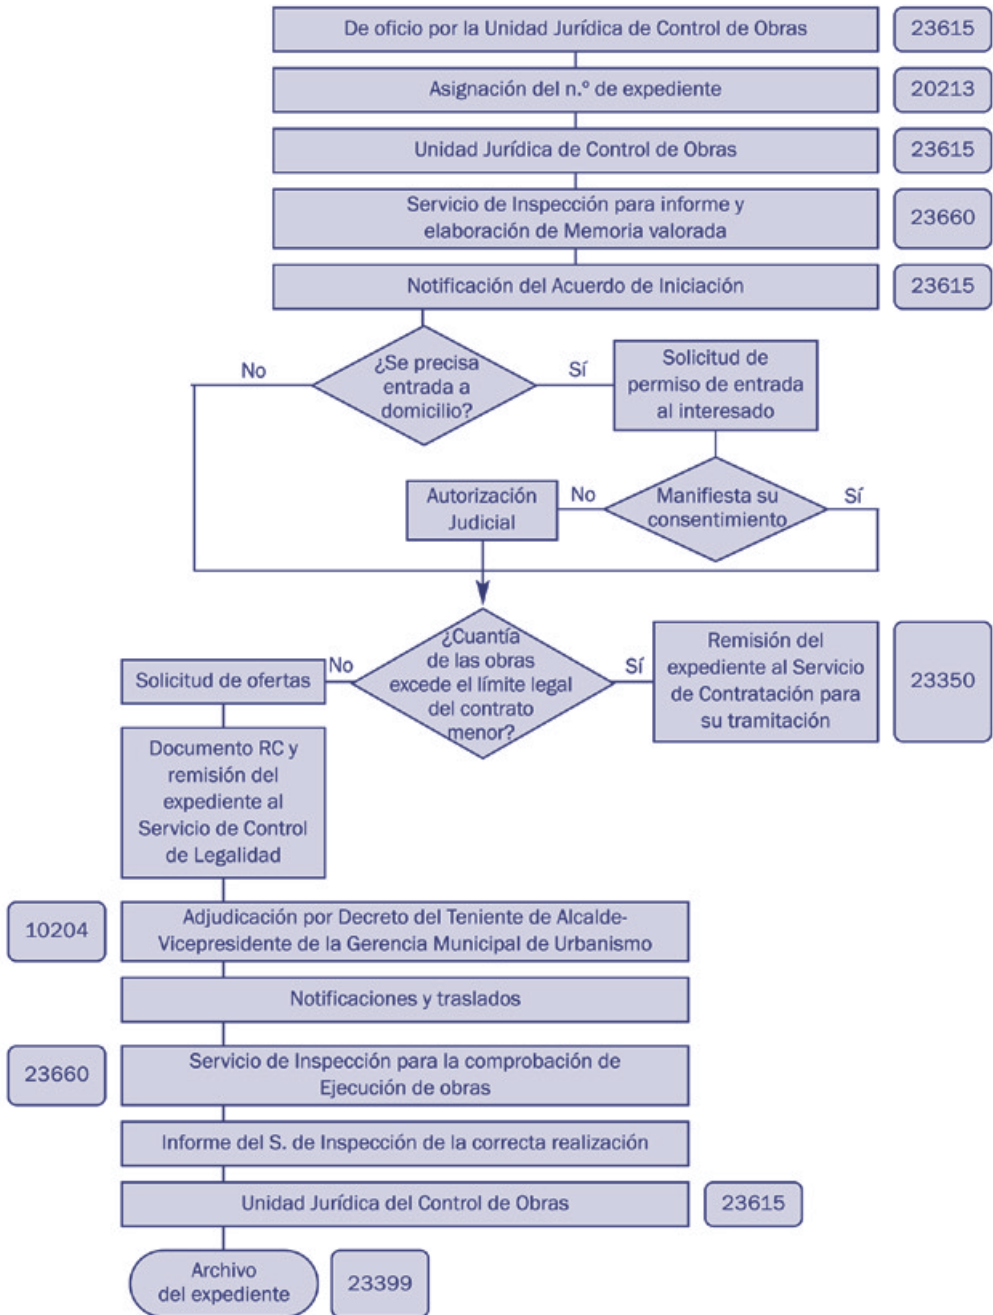 De oficio por la Unidad Jurídica de Control de Obras
23615
Asignación del n.º de expediente
20213
Unidad Jurídica de Control de Obras
23615
Servicio de Inspección para informe y
elaboración de Memoria valorada
23660
Notificación del Acuerdo de Iniciación
23615
¿Se precisa
entrada a
domicilio?
No
Sí
Solicitud de
permiso de entrada
al interesado
Manifiesta su
consentimiento
No
Sí
Autorización
Judicial
¿Cuantía
de las obras
excede el límite legal
del contrato
menor?
No
Sí
Remisión del
expediente al Servicio
de Contratación para
su tramitación
23350
Solicitud de ofertas
Documento RC y
remisión del
expediente al
Servicio de Control
de Legalidad
10204
Adjudicación por Decreto del Teniente de Alcalde-
Vicepresidente de la Gerencia Municipal de Urbanismo
Notificaciones y traslados
23660
Servicio de Inspección para la comprobación de
Ejecución de obras
Informe del S. de Inspección de la correcta realización
Unidad Jurídica del Control de Obras
23615
Archivo
del expediente
23399